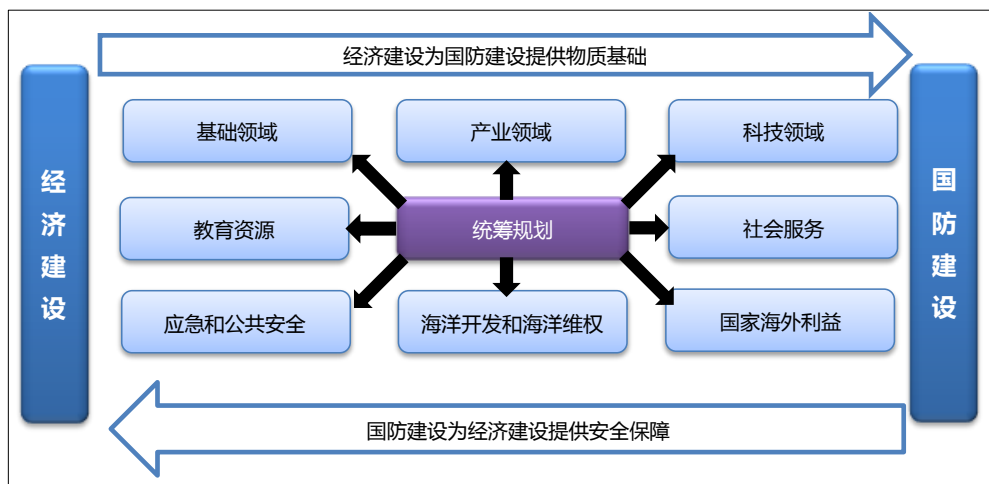 经济建设为国防建设提供物质基础
经济建设
国防建设
基础领域
产业领域
科技领域
教育资源
统筹规划
社会服务
应急和公共安全
海洋开发和海洋维权
国家海外利益
国防建设为经济建设提供安全保障